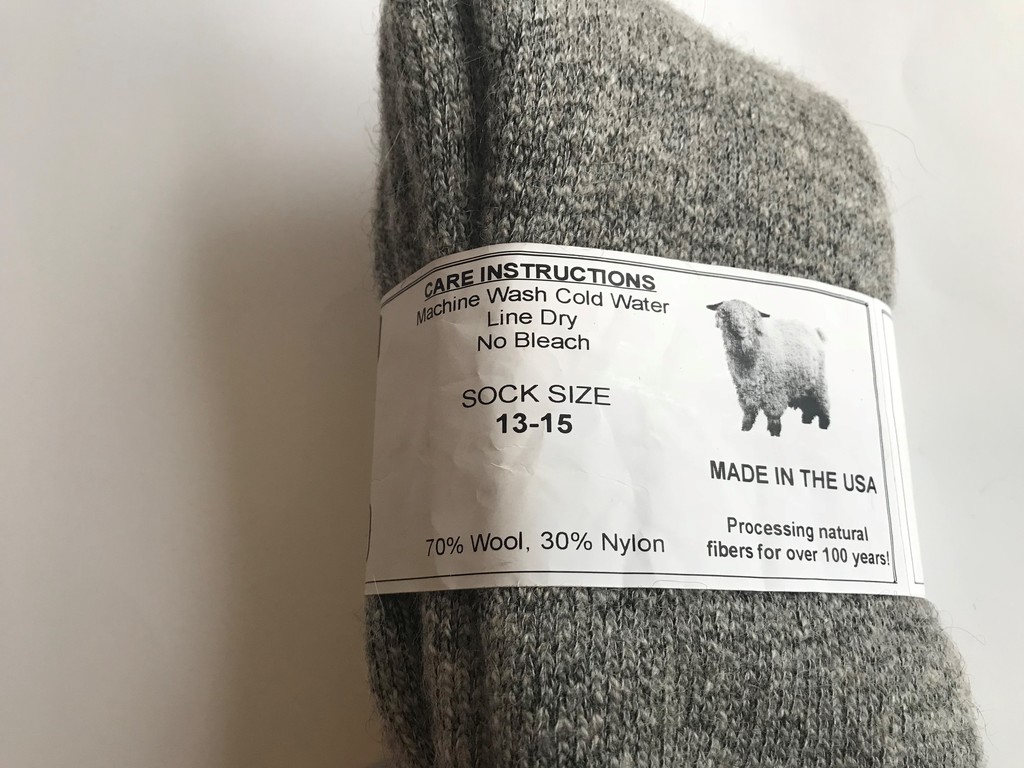 CARE INSTRUCTIONS
Machine Wash Cold Water
Line Dry
No Bleach
SOCK SIZE
13-15
70% Wool, 30% Nylon
MADE IN THE USA
Processing natural
fibers for over 100 years!